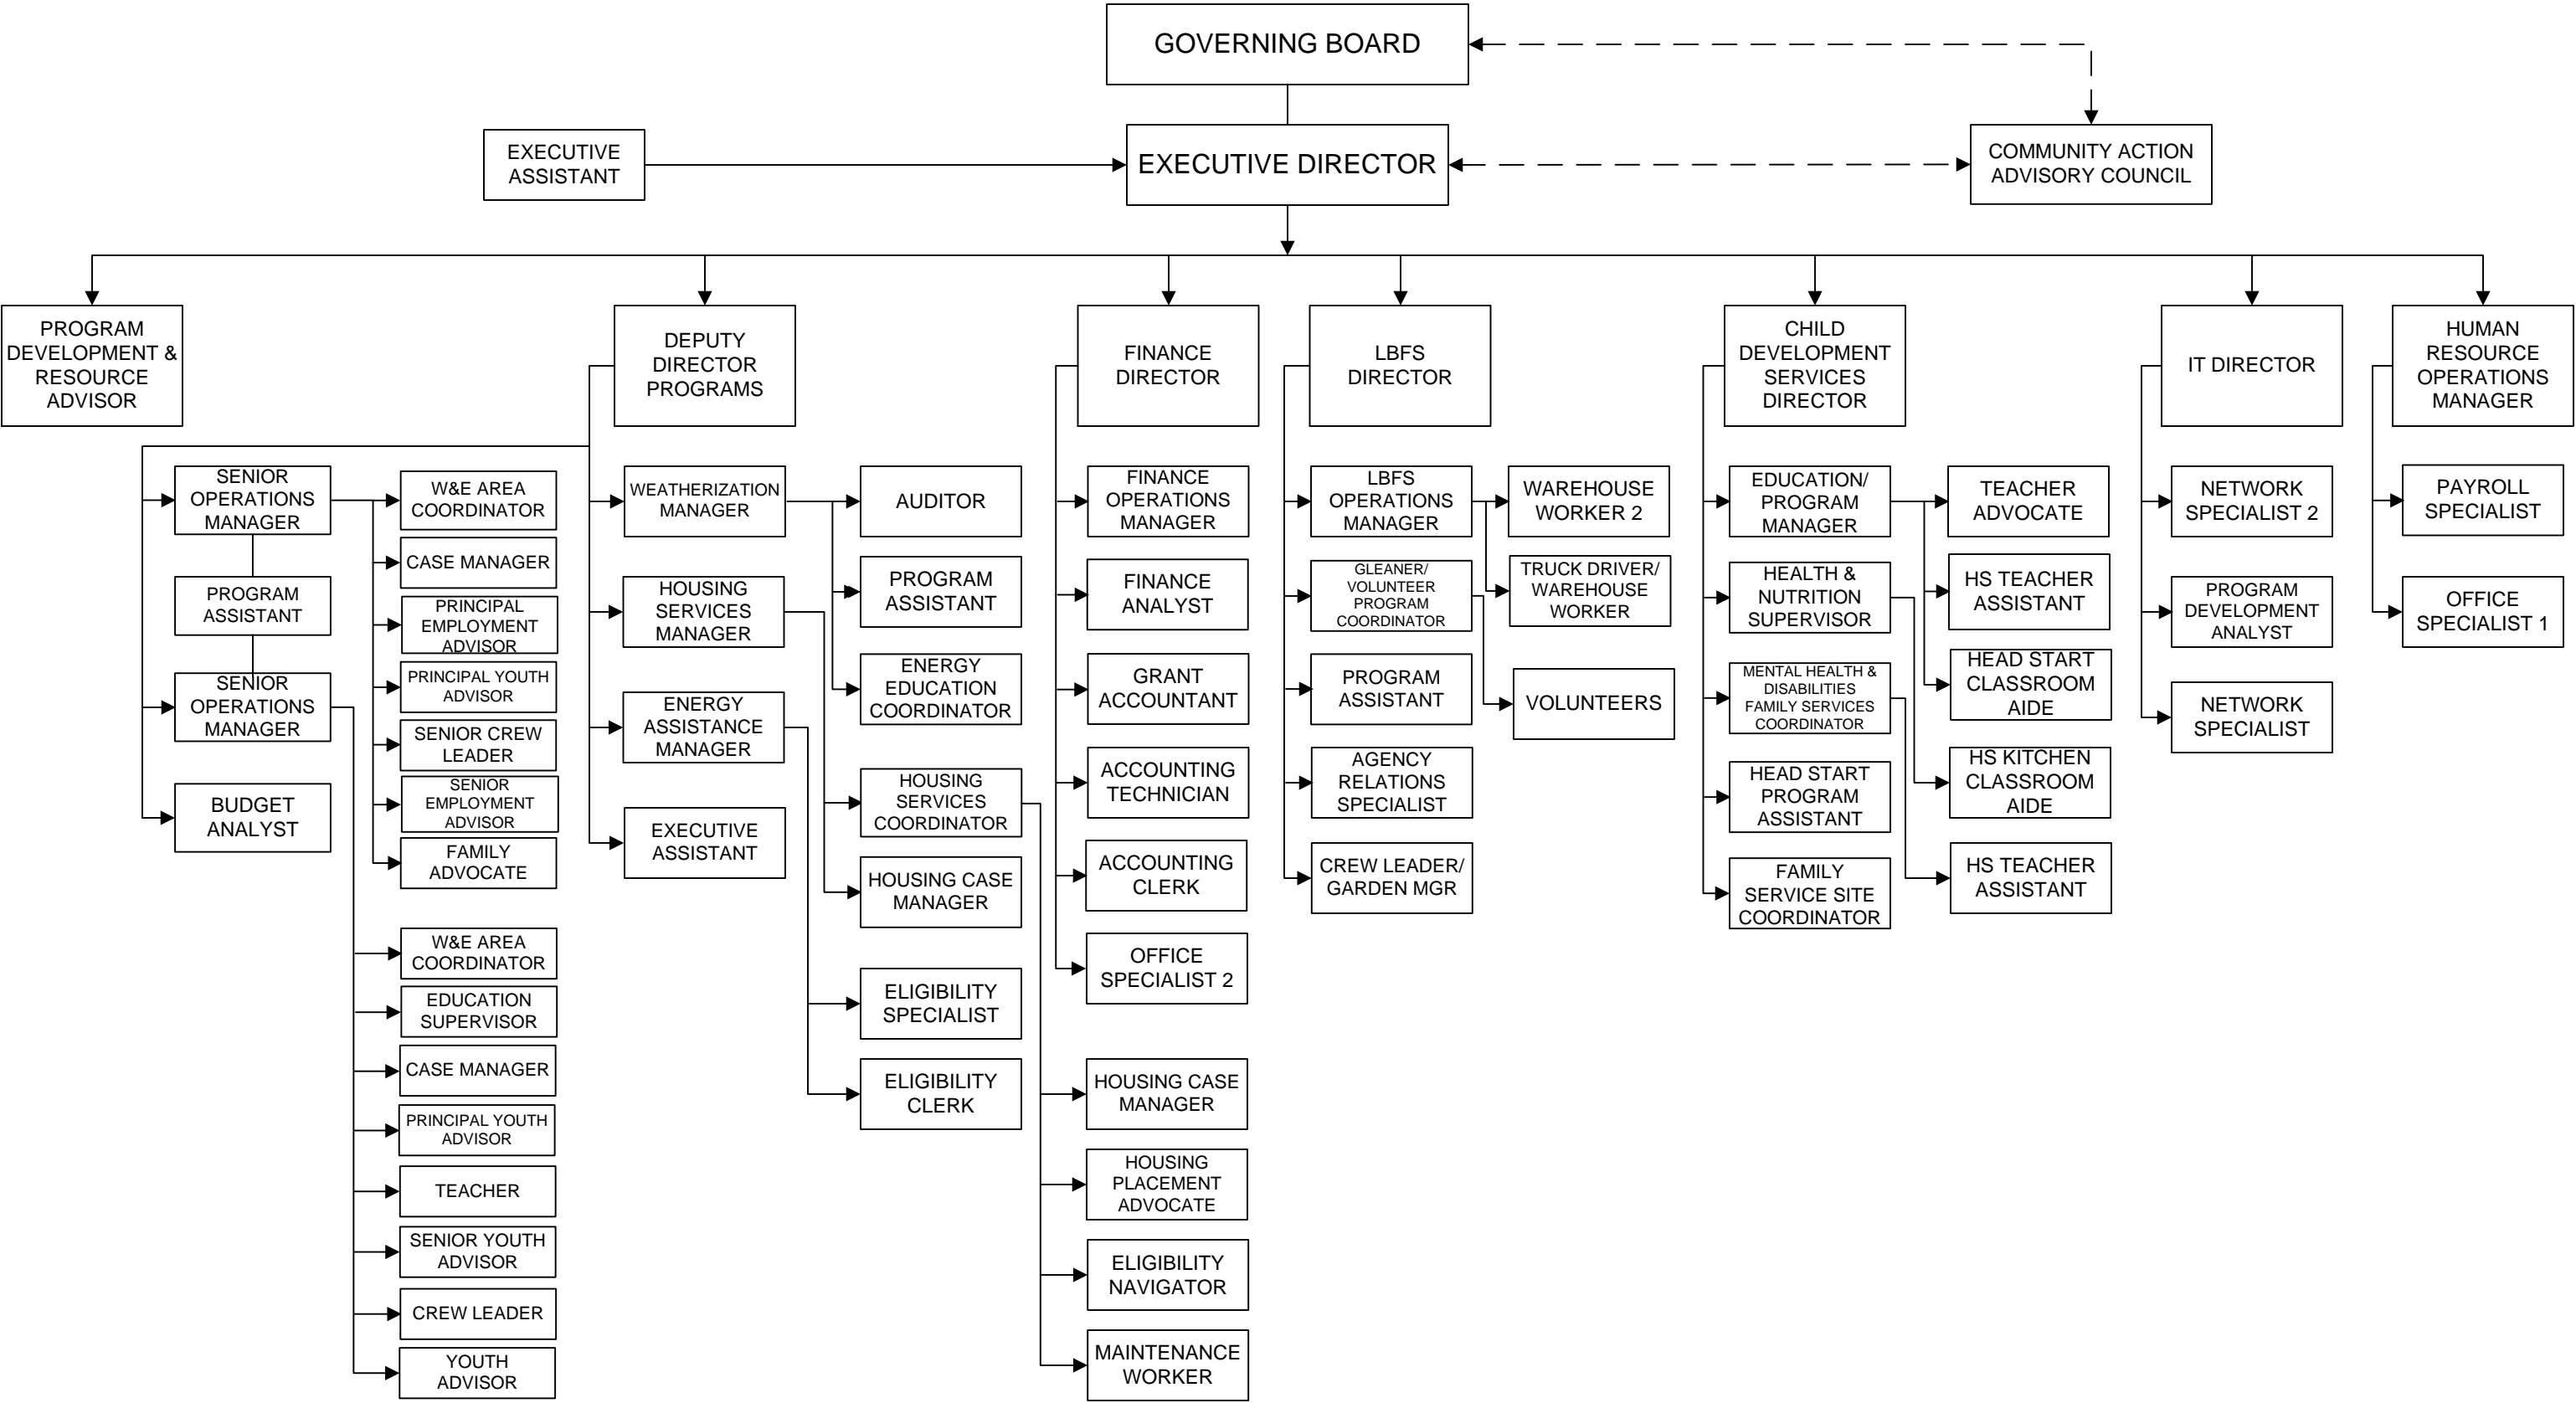 GOVERNING BOARD
EXECUTIVE
ASSISTANT
EXECUTIVE DIRECTOR
COMMUNITY ACTION
ADVISORY COUNCIL
PROGRAM
DEVELOPMENT &
RESOURCE
ADVISOR
DEPUTY
DIRECTOR
PROGRAMS
FINANCE
DIRECTOR
LBFS
DIRECTOR
CHILD
DEVELOPMENT
SERVICES
DIRECTOR
IT DIRECTOR
HUMAN
RESOURCE
OPERATIONS
MANAGER
SENIOR
OPERATIONS
MANAGER
PROGRAM
ASSISTANT
SENIOR
OPERATIONS
MANAGER
BUDGET
ANALYST
W&E AREA
COORDINATOR
CASE MANAGER
PRINCIPAL
EMPLOYMENT
ADVISOR
PRINCIPAL YOUTH
ADVISOR
SENIOR CREW
LEADER
SENIOR
EMPLOYMENT
ADVISOR
FAMILY
ADVOCATE
W&E AREA
COORDINATOR
EDUCATION
SUPERVISOR
CASE MANAGER
PRINCIPAL YOUTH
ADVISOR
TEACHER
SENIOR YOUTH
ADVISOR
CREW LEADER
YOUTH
ADVISOR
WEATHERIZATION
MANAGER
HOUSING
SERVICES
MANAGER
ENERGY
ASSISTANCE
MANAGER
EXECUTIVE
ASSISTANT
AUDITOR
PROGRAM
ASSISTANT
ENERGY
EDUCATION
COORDINATOR
HOUSING
SERVICES
COORDINATOR
HOUSING CASE
MANAGER
ELIGIBILITY
SPECIALIST
ELIGIBILITY
CLERK
FINANCE
OPERATIONS
MANAGER
FINANCE
ANALYST
GRANT
ACCOUNTANT
ACCOUNTING
TECHNICIAN
ACCOUNTING
CLERK
OFFICE
SPECIALIST 2
HOUSING CASE
MANAGER
HOUSING
PLACEMENT
ADVOCATE
ELIGIBILITY
NAVIGATOR
MAINTENANCE
WORKER
LBFS
OPERATIONS
MANAGER
GLEANER/
VOLUNTEER
PROGRAM
COORDINATOR
PROGRAM
ASSISTANT
AGENCY
RELATIONS
SPECIALIST
CREW LEADER/
GARDEN MGR
WAREHOUSE
WORKER 2
TRUCK DRIVER/
WAREHOUSE
WORKER
VOLUNTEERS
EDUCATION/
PROGRAM
MANAGER
HEALTH &
NUTRITION
SUPERVISOR
MENTAL HEALTH &
DISABILITIES
FAMILY SERVICES
COORDINATOR
HEAD START
PROGRAM
ASSISTANT
FAMILY
SERVICE SITE
COORDINATOR
TEACHER
ADVOCATE
HS TEACHER
ASSISTANT
HEAD START
CLASSROOM
AIDE
HS KITCHEN
CLASSROOM
AIDE
HS TEACHER
ASSISTANT
NETWORK
SPECIALIST 2
PROGRAM
DEVELOPMENT
ANALYST
NETWORK
SPECIALIST
PAYROLL
SPECIALIST
OFFICE
SPECIALIST 1